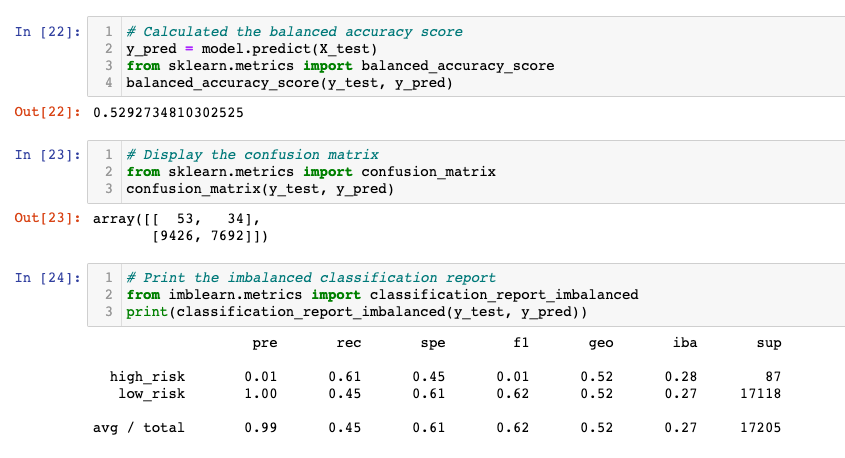 In [22]:
1 # Calculated the balanced accuracy score
2 y_pred = model.predict(X_test)
3 from sklearn.metrics import balanced_accuracy_score
4 balanced_accuracy_score(y_test, y_pred)
Out[22]: 0.5292734810302525
In [23]:
1 # Display the confusion matrix
2 from sklearn.metrics import confusion_matrix
3 confusion_matrix(y_test, y_pred)
Out[23]: array([[  53,   34],
       [9426, 7692]])
In [24]:
1 # Print the imbalanced classification report
2 from imblearn.metrics import classification_report_imbalanced
3 print(classification_report_imbalanced(y_test, y_pred))
pre rec spe f1 geo iba sup
high_risk 0.01 0.61 0.45 0.01 0.52 0.28 87
low_risk 1.00 0.45 0.61 0.62 0.52 0.27 17118
avg / total 0.99 0.45 0.61 0.62 0.52 0.27 17205